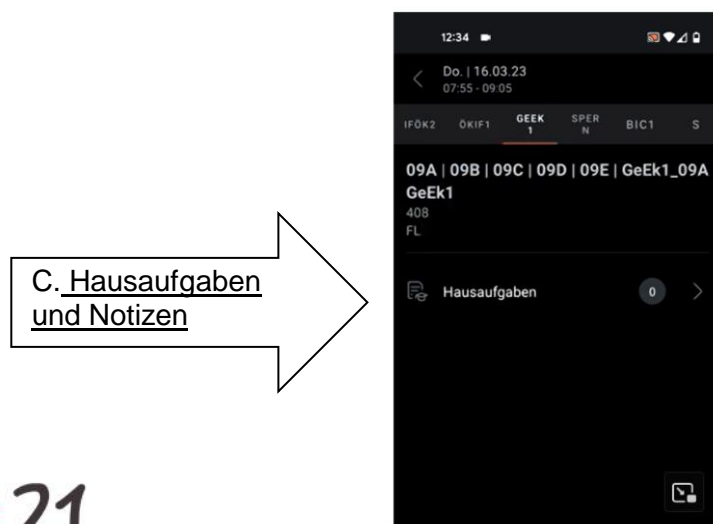 12:34
Do. | 16.03.23
07:55 - 09:05
IFÖK2 ÖKIF1 GEEK 1 SPER N BIC1 S
09A | 09B | 09C | 09D | 09E | GeEk1_09A
GeEk1
408
FL
C. Hausaufgaben
und Notizen
Hausaufgaben 0
21